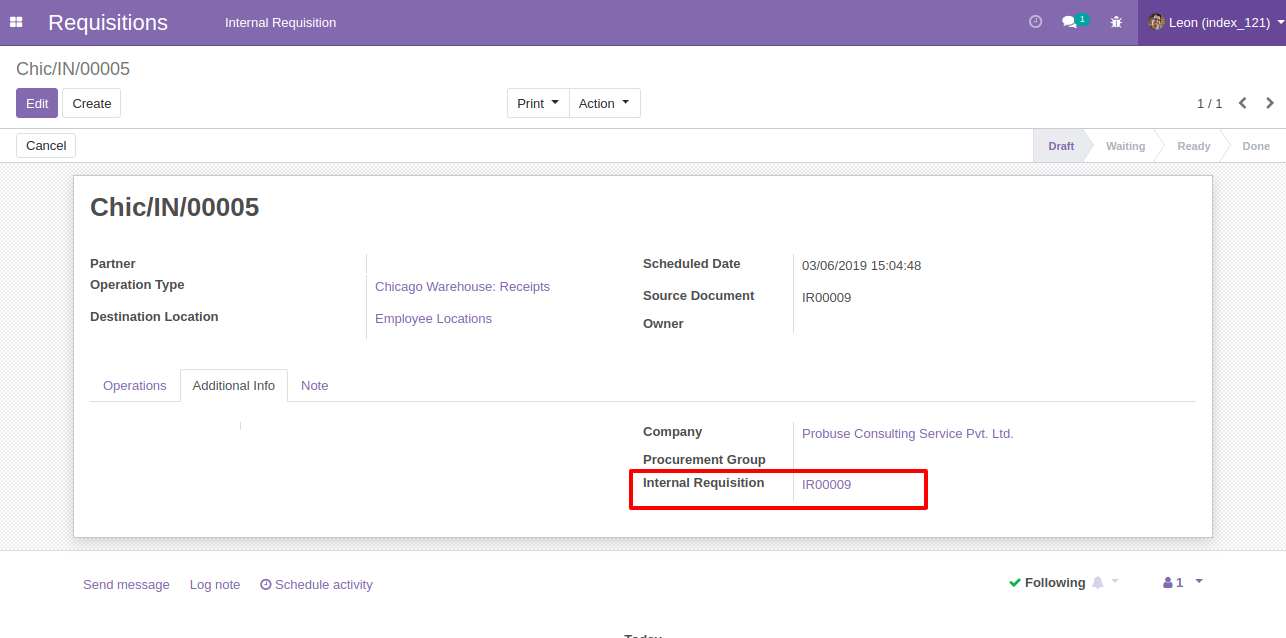 Requisitions Internal Requisition 1 Leon (index_121)
Chic/IN/00005
Edit Create Print Action 1 / 1
Cancel Draft Waiting Ready Done
Chic/IN/00005
Partner Scheduled Date 03/06/2019 15:04:48
Operation Type Chicago Warehouse: Receipts
Source Document IR00009
Destination Location Employee Locations
Owner
Operations Additional Info Note
Company Probuse Consulting Service Pvt. Ltd.
Procurement Group
Internal Requisition IR00009
Send message Log note Schedule activity Following 1
Today